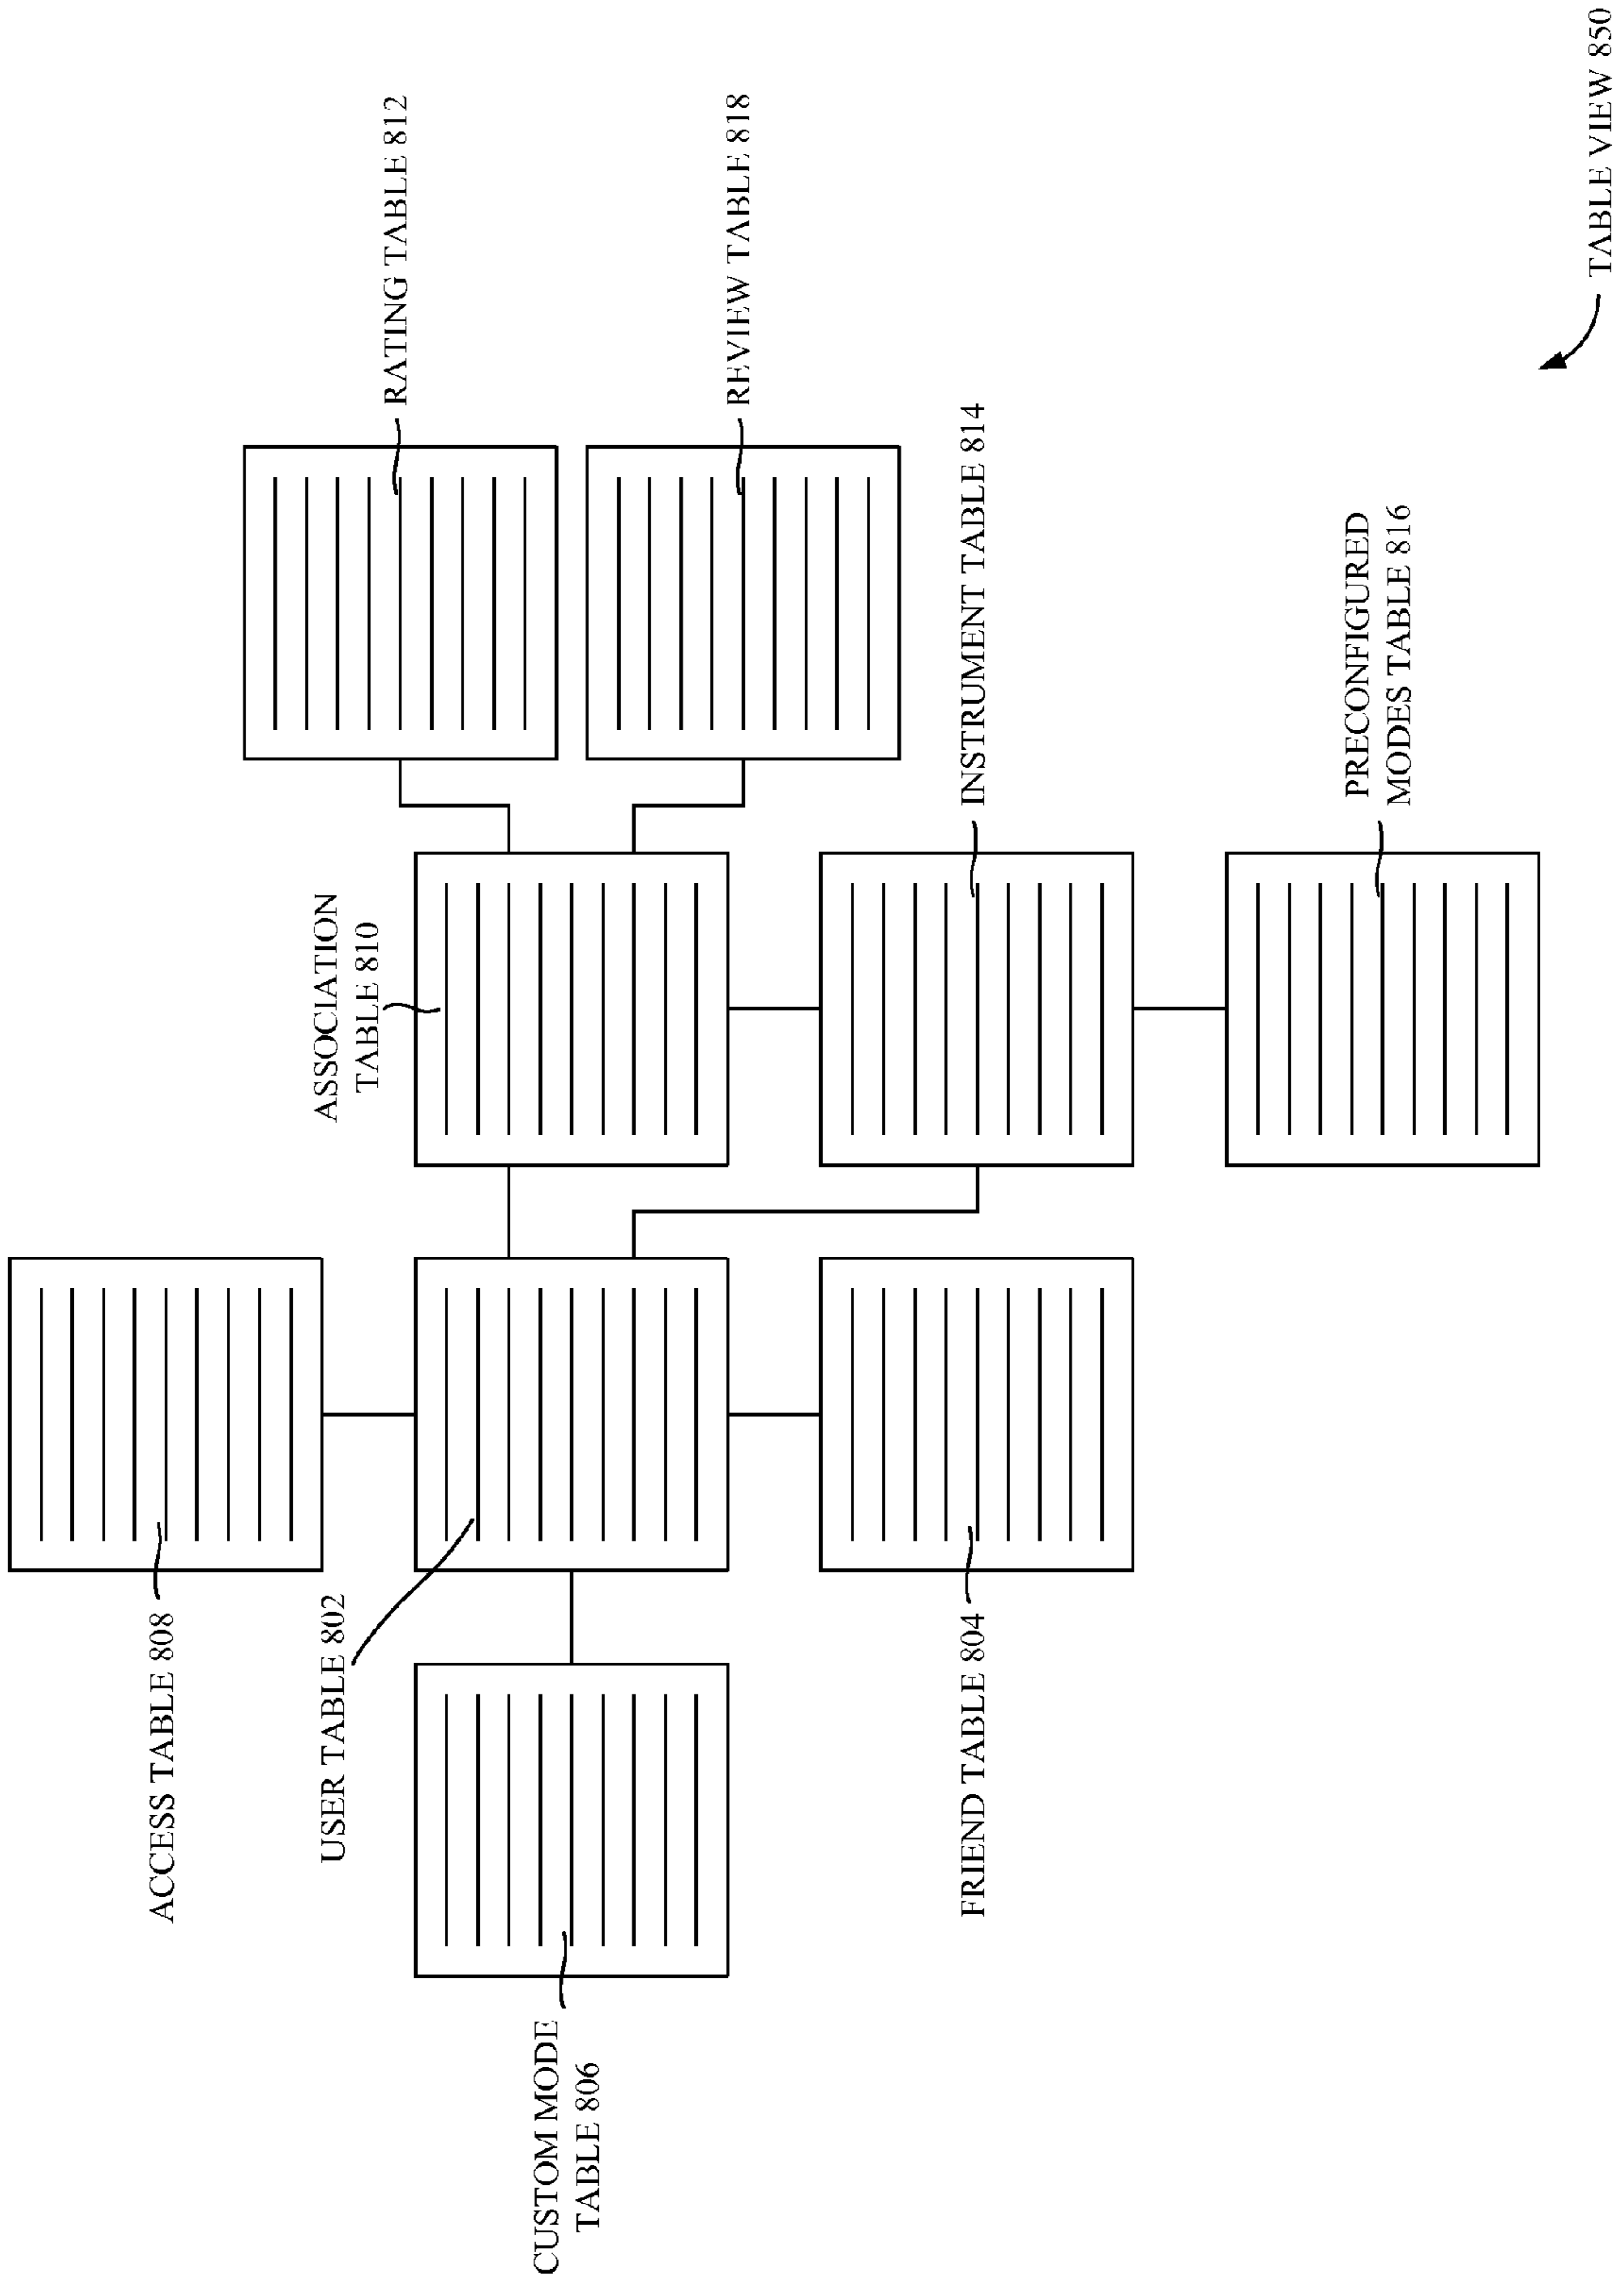 ACCESS TABLE 808
USER TABLE 802
ASSOCIATION
TABLE 810
RATING TABLE 812
CUSTOM MODE
TABLE 806
REVIEW TABLE 818
FRIEND TABLE 804
INSTRUMENT TABLE 814
PRECONFIGURED
MODES TABLE 816
TABLE VIEW 850